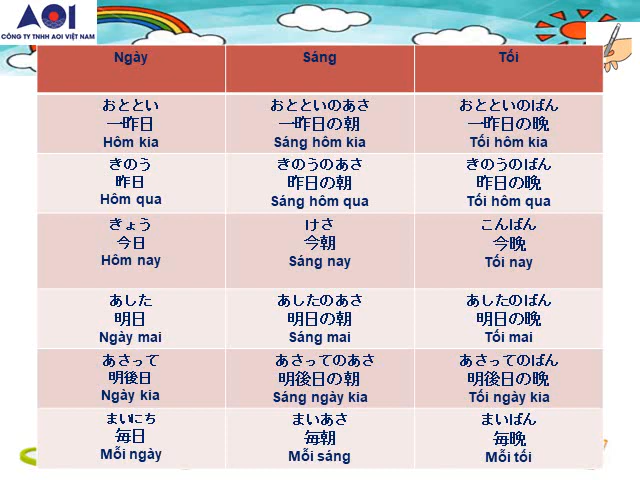 AOI
CÔNG TY TNHH AOI VIỆT NAM
Ngày
Sáng
Tối
おととい
一昨日
Hôm kia
おとといのあさ
一昨日の朝
Sáng hôm kia
おとといのばん
一昨日の晩
Tối hôm kia
きのう
昨日
Hôm qua
きのうのあさ
昨日の朝
Sáng hôm qua
きのうのばん
昨日の晩
Tối hôm qua
きょう
今日
Hôm nay
けさ
今朝
Sáng nay
こんばん
今晩
Tối nay
あした
明日
Ngày mai
あしたのあさ
明日の朝
Sáng mai
あしたのばん
明日の晩
Tối mai
あさって
明後日
Ngày kia
あさってのあさ
明後日の朝
Sáng ngày kia
あさってのばん
明後日の晩
Tối ngày kia
まいにち
毎日
Mỗi ngày
まいあさ
毎朝
Mỗi sáng
まいばん
毎晩
Mỗi tối